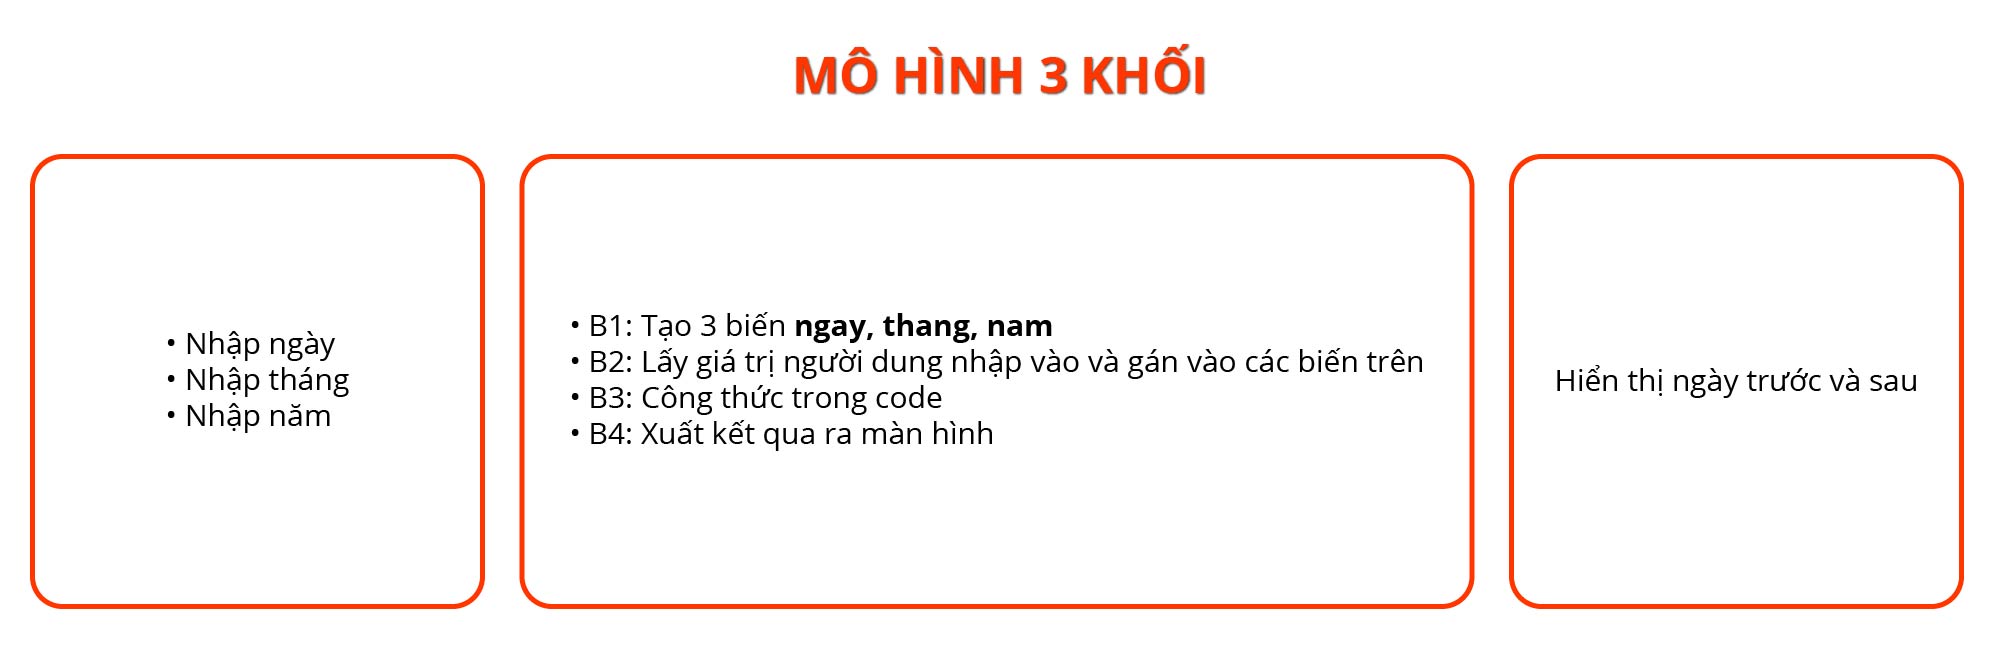 MÔ HÌNH 3 KHỐI
• Nhập ngày
• Nhập tháng
• Nhập năm
• B1: Tạo 3 biến ngay, thang, nam
• B2: Lấy giá trị người dung nhập vào và gán vào các biến trên
• B3: Công thức trong code
• B4: Xuất kết qua ra màn hình
Hiển thị ngày trước và sau